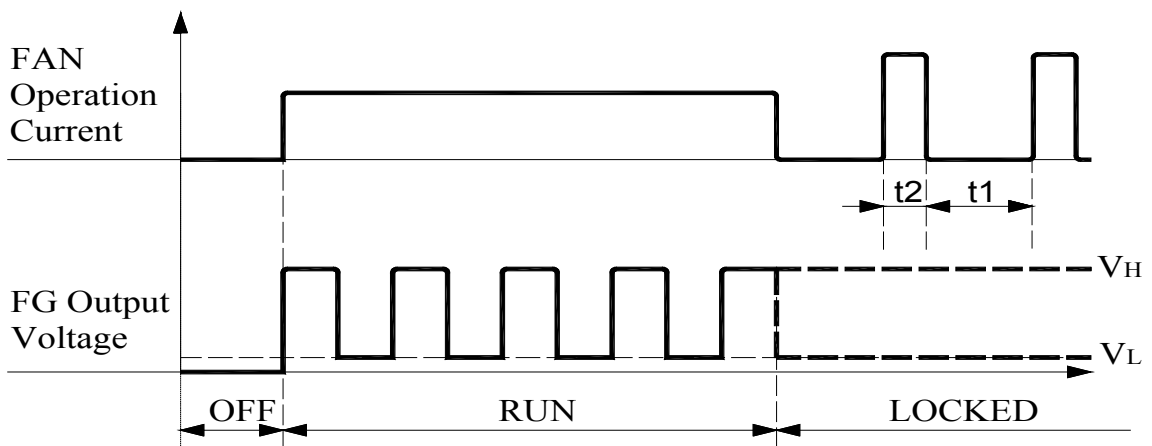 FAN
Operation
Current
t2
t1
FG Output
Voltage
VH
VL
OFF
RUN
LOCKED